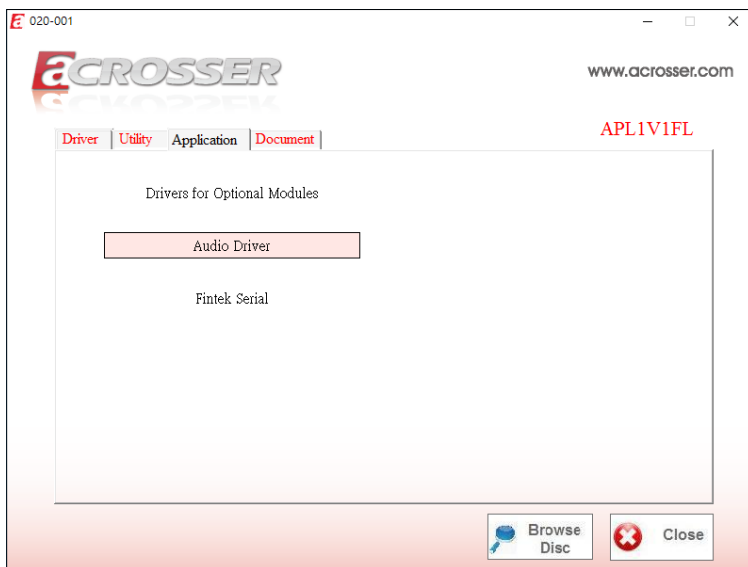 020-001
acrosser
www.acrosser.com
APL1V1FL
Driver Utility Application Document
Drivers for Optional Modules
Audio Driver
Fintek Serial
Browse
Disc
Close